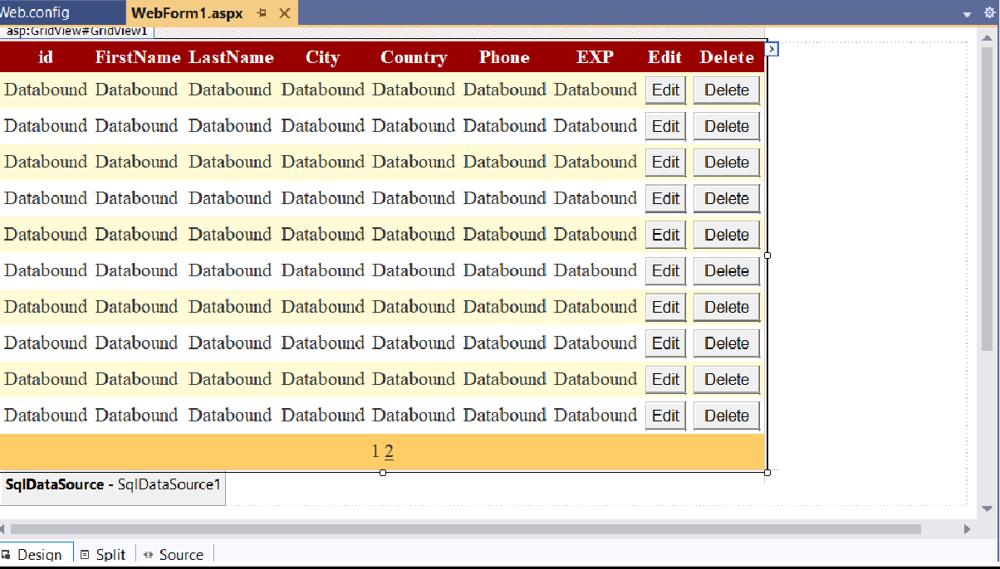 Web.config WebForm1.aspx
asp:GridView#GridView1
id FirstName LastName City Country Phone EXP Edit Delete
Databound Databound Databound Databound Databound Databound Databound Edit Delete
Databound Databound Databound Databound Databound Databound Databound Edit Delete
Databound Databound Databound Databound Databound Databound Databound Edit Delete
Databound Databound Databound Databound Databound Databound Databound Edit Delete
Databound Databound Databound Databound Databound Databound Databound Edit Delete
Databound Databound Databound Databound Databound Databound Databound Edit Delete
Databound Databound Databound Databound Databound Databound Databound Edit Delete
Databound Databound Databound Databound Databound Databound Databound Edit Delete
Databound Databound Databound Databound Databound Databound Databound Edit Delete
Databound Databound Databound Databound Databound Databound Databound Edit Delete
1 2
SqlDataSource - SqlDataSource1
Design Split Source